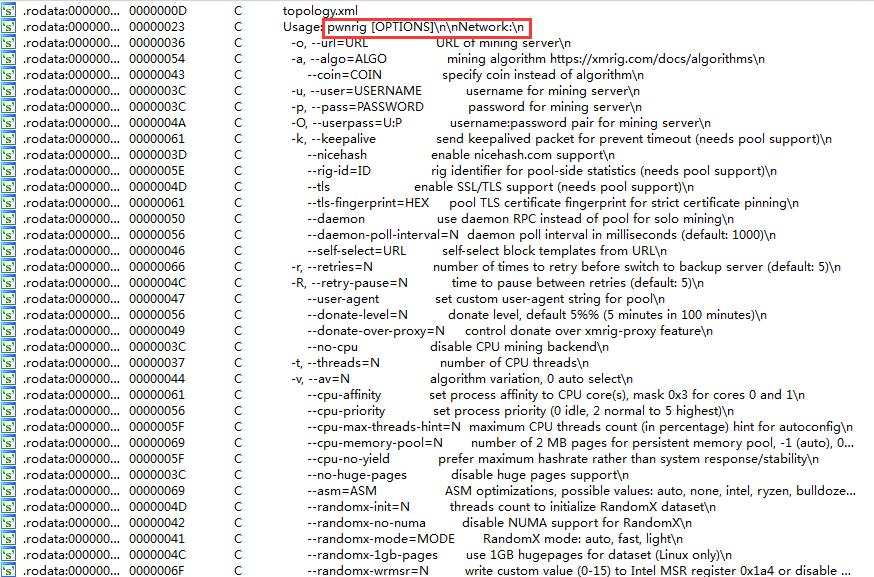 .rodata:000000... 0000000D C topology.xml
.rodata:000000... 00000023 C Usage: pwnrig [OPTIONS]\n\nNetwork:\n
.rodata:000000... 00000036 C -o, --url=URL URL of mining server\n
.rodata:000000... 00000054 C -a, --algo=ALGO mining algorithm https://xmrig.com/docs/algorithms\n
.rodata:000000... 00000043 C --coin=COIN specify coin instead of algorithm\n
.rodata:000000... 0000003C C -u, --user=USERNAME username for mining server\n
.rodata:000000... 0000003C C -p, --pass=PASSWORD password for mining server\n
.rodata:000000... 0000004A C -O, --userpass=U:P username:password pair for mining server\n
.rodata:000000... 00000061 C -k, --keepalive send keepalived packet for prevent timeout (needs pool support)\n
.rodata:000000... 0000003D C --nicehash enable nicehash.com support\n
.rodata:000000... 0000005E C --rig-id=ID rig identifier for pool-side statistics (needs pool support)\n
.rodata:000000... 0000004D C --tls enable SSL/TLS support (needs pool support)\n
.rodata:000000... 00000061 C --tls-fingerprint=HEX pool TLS certificate fingerprint for strict certificate pinning\n
.rodata:000000... 00000050 C --daemon use daemon RPC instead of pool for solo mining\n
.rodata:000000... 00000056 C --daemon-poll-interval=N daemon poll interval in milliseconds (default: 1000)\n
.rodata:000000... 00000046 C --self-select=URL self-select block templates from URL\n
.rodata:000000... 00000066 C -r, --retries=N number of times to retry before switch to backup server (default: 5)\n
.rodata:000000... 0000004C C -R, --retry-pause=N time to pause between retries (default: 5)\n
.rodata:000000... 00000047 C --user-agent set custom user-agent string for pool\n
.rodata:000000... 00000056 C --donate-level=N donate level, default 5%% (5 minutes in 100 minutes)\n
.rodata:000000... 00000049 C --donate-over-proxy=N control donate over xmrig-proxy feature\n
.rodata:000000... 0000003C C --no-cpu disable CPU mining backend\n
.rodata:000000... 00000037 C -t, --threads=N number of CPU threads\n
.rodata:000000... 00000044 C -v, --av=N algorithm variation, 0 auto select\n
.rodata:000000... 00000061 C --cpu-affinity set process affinity to CPU core(s), mask 0x3 for cores 0 and 1\n
.rodata:000000... 00000056 C --cpu-priority set process priority (0 idle, 2 normal to 5 highest)\n
.rodata:000000... 0000005F C --cpu-max-threads-hint=N maximum CPU threads count (in percentage) hint for autoconfig\n
.rodata:000000... 00000069 C --cpu-memory-pool=N number of 2 MB pages for persistent memory pool, -1 (auto), 0...
.rodata:000000... 0000005F C --cpu-no-yield prefer maximum hashrate rather than system response/stability\n
.rodata:000000... 0000003C C --no-huge-pages disable huge pages support\n
.rodata:000000... 00000069 C --asm=ASM ASM optimizations, possible values: auto, none, intel, ryzen, bulldoze...
.rodata:000000... 0000004D C --randomx-init=N threads count to initialize RandomX dataset\n
.rodata:000000... 00000042 C --randomx-no-numa disable NUMA support for RandomX\n
.rodata:000000... 00000041 C --randomx-mode=MODE RandomX mode: auto, fast, light\n
.rodata:000000... 0000004C C --randomx-1gb-pages use 1GB hugepages for dataset (Linux only)\n
.rodata:000000... 0000006F C --randomx-wrmsr=N write custom value (0-15) to Intel MSR register 0x1a4 or disable ...